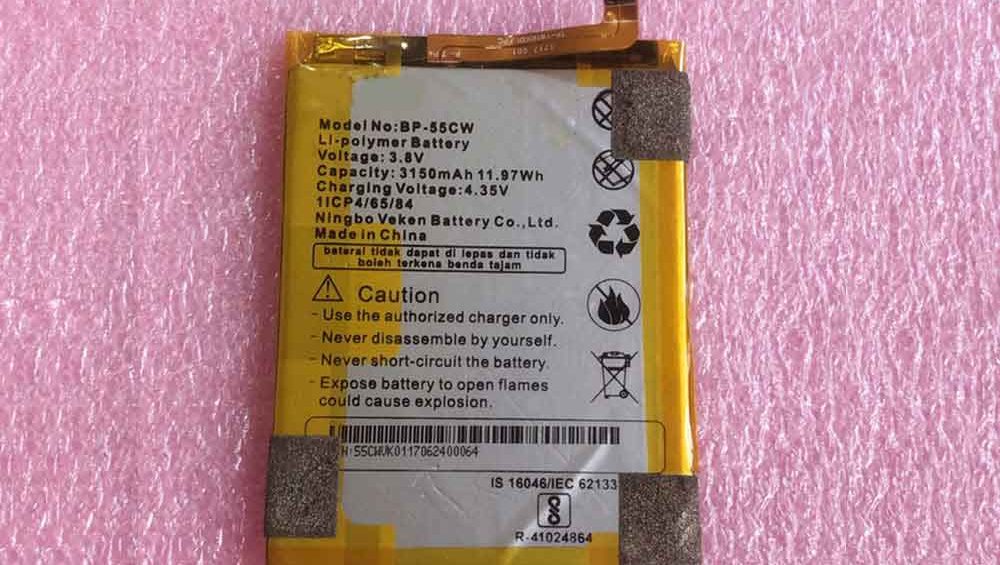 Model No:BP-55CW
Li-polymer Battery
Voltage: 3.8V
Capacity: 3150mAh 11.97Wh
Charging Voltage:4.35V
1ICP4/65/84
Ningbo Veken Battery Co.,Ltd.
Made in China
baterai tidak dapat di lepas dan tidak
boleh terkena benda tajam
Caution
- Use the authorized charger only.
- Never disassemble by yourself.
- Never short-circuit the battery.
- Expose battery to open flames
could cause explosion.
N:55CWVK0117062400064
IS 16046/IEC 62133
R-41024864